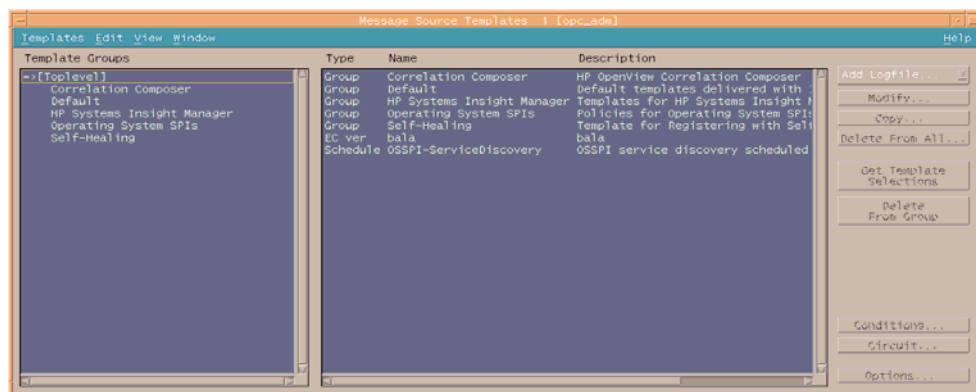 Message Source Templates 1 [opc_adm]
Templates Edit View Window Help
Template Groups
->[Toplevel]
Correlation Composer
Default
HP Systems Insight Manager
Operating System SPIs
Self-Healing
Type Name Description
Group Correlation Composer HP OpenView Correlation Composer
Group Default Default templates delivered with
Group HP Systems Insight Manager Templates for HP Systems Insight M
Group Operating System SPIs Policies for Operating System SPIs
Group Self-Healing Template for Registering with Self
EC ver bala bala
Schedule OSSPI-ServiceDiscovery OSSPI service discovery scheduled
Add Logfile...
Modify...
Copy...
Delete From All...
Get Template
Selections
Delete
From Group
Conditions...
Circuit...
Options...